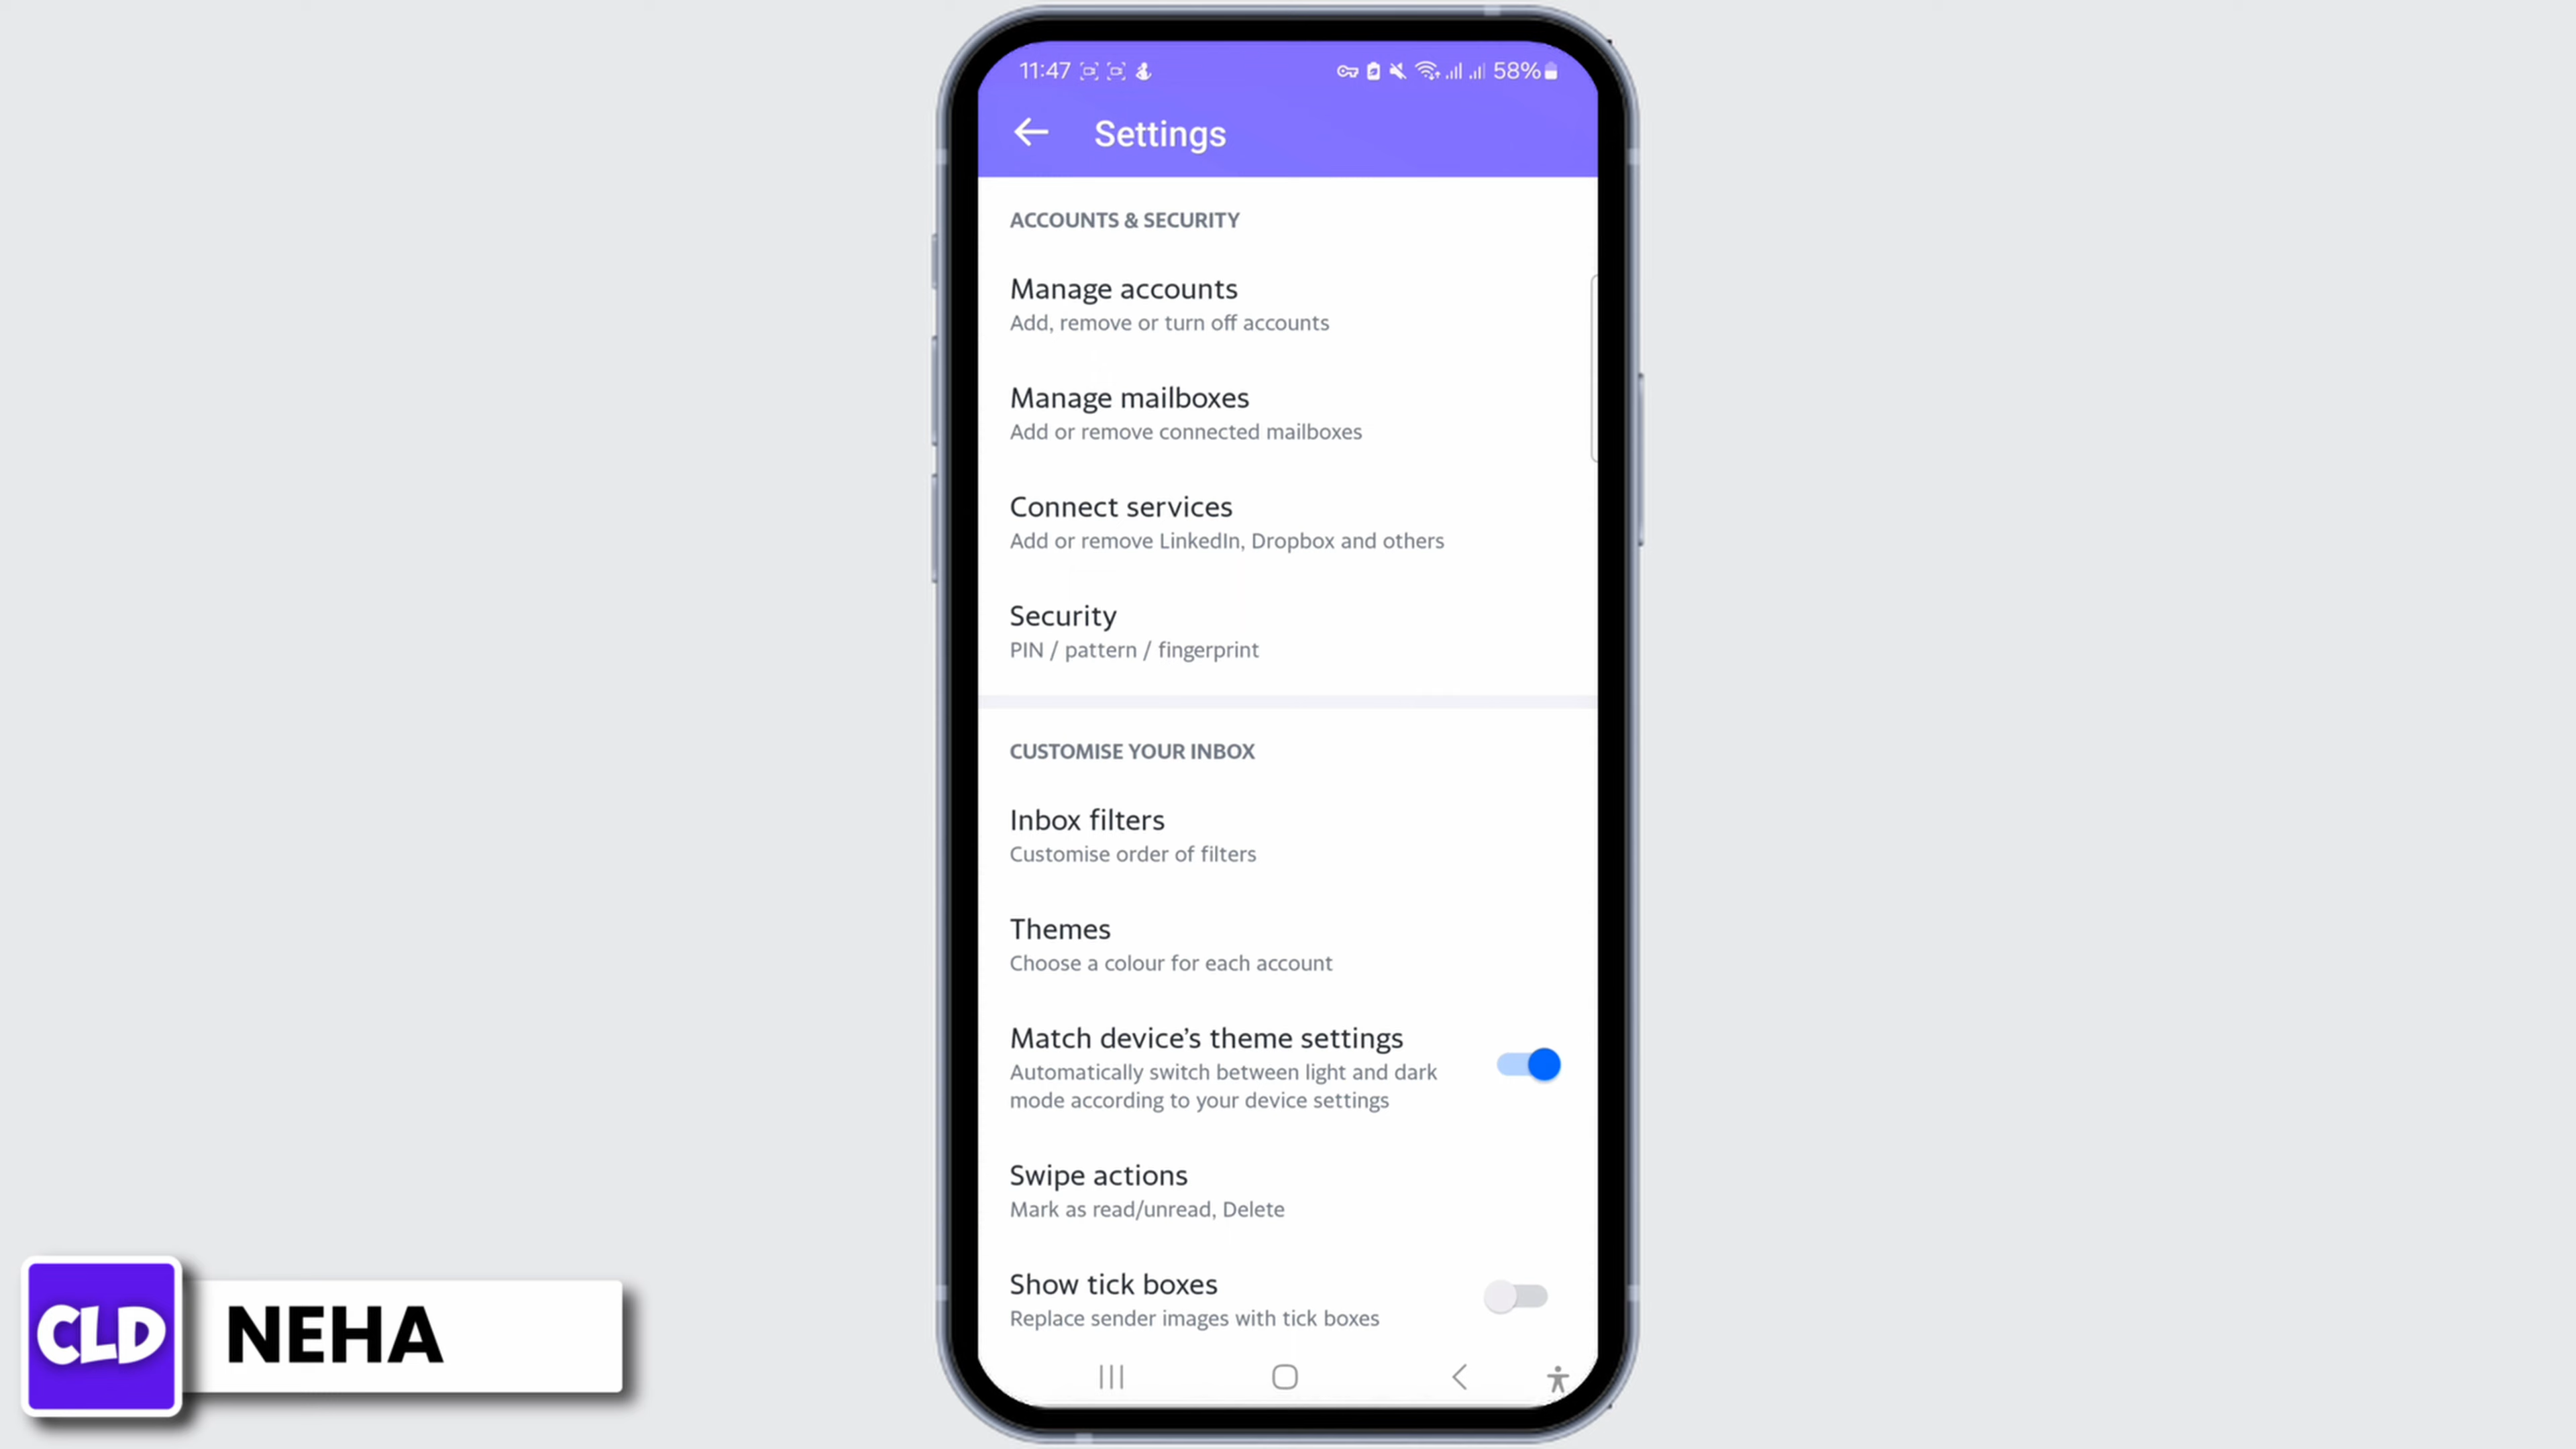 11:47
58%
Settings
ACCOUNTS & SECURITY
Manage accounts
Add, remove or turn off accounts
Manage mailboxes
Add or remove connected mailboxes
Connect services
Add or remove LinkedIn, Dropbox and others
Security
PIN / pattern / fingerprint
CUSTOMISE YOUR INBOX
Inbox filters
Customise order of filters
Themes
Choose a colour for each account
Match device’s theme settings
Automatically switch between light and dark
mode according to your device settings
Swipe actions
Mark as read/unread, Delete
Show tick boxes
Replace sender images with tick boxes
CLD
NEHA